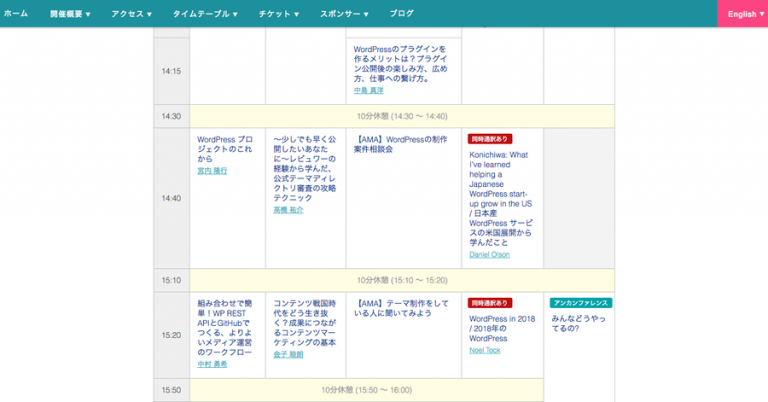 ホーム 開催概要 ▼ アクセス ▼ タイムテーブル ▼ チケット ▼ スポンサー ▼ ブログ English ▼
14:15
WordPressのプラグインを
作るメリットは？プラグイ
ン公開後の楽しみ方、広め
方、仕事への繋げ方。
中島 真洋
14:30
10分休憩 (14:30 〜 14:40)
14:40
WordPress プ
ロジェクトのこれ
から
宮内 隆行
〜少しでも早く公
開したいあなた
に〜レビュワーの
経験から学んだ、
公式テーマディレ
クトリ審査の攻略
テクニック
高橋 祐介
【AMA】WordPressの制作
案件相談会
同時通訳あり
Konichiwa: What
I've learned
helping a
Japanese
WordPress start-
up grow in the US
/ 日本産
WordPress サービ
スの米国展開から
学んだこと
Daniel Olson
15:10
10分休憩 (15:10 〜 15:20)
15:20
組み合わせで簡
単！WP REST
APIとGitHubで
つくる、よりよ
いメディア運営
のワークフロー
中村 勇希
コンテンツ戦国時
代をどう生き抜
く？成果につなが
るコンテンツマー
ケティングの基本
金子 睦朗
【AMA】テーマ制作をして
いる人に聞いてみよう
同時通訳あり
WordPress in 2018
/ 2018年の
WordPress
Noel Tock
アンカンファレンス
みんなどうやっ
てるの?
15:50
10分休憩 (15:50 〜 16:00)